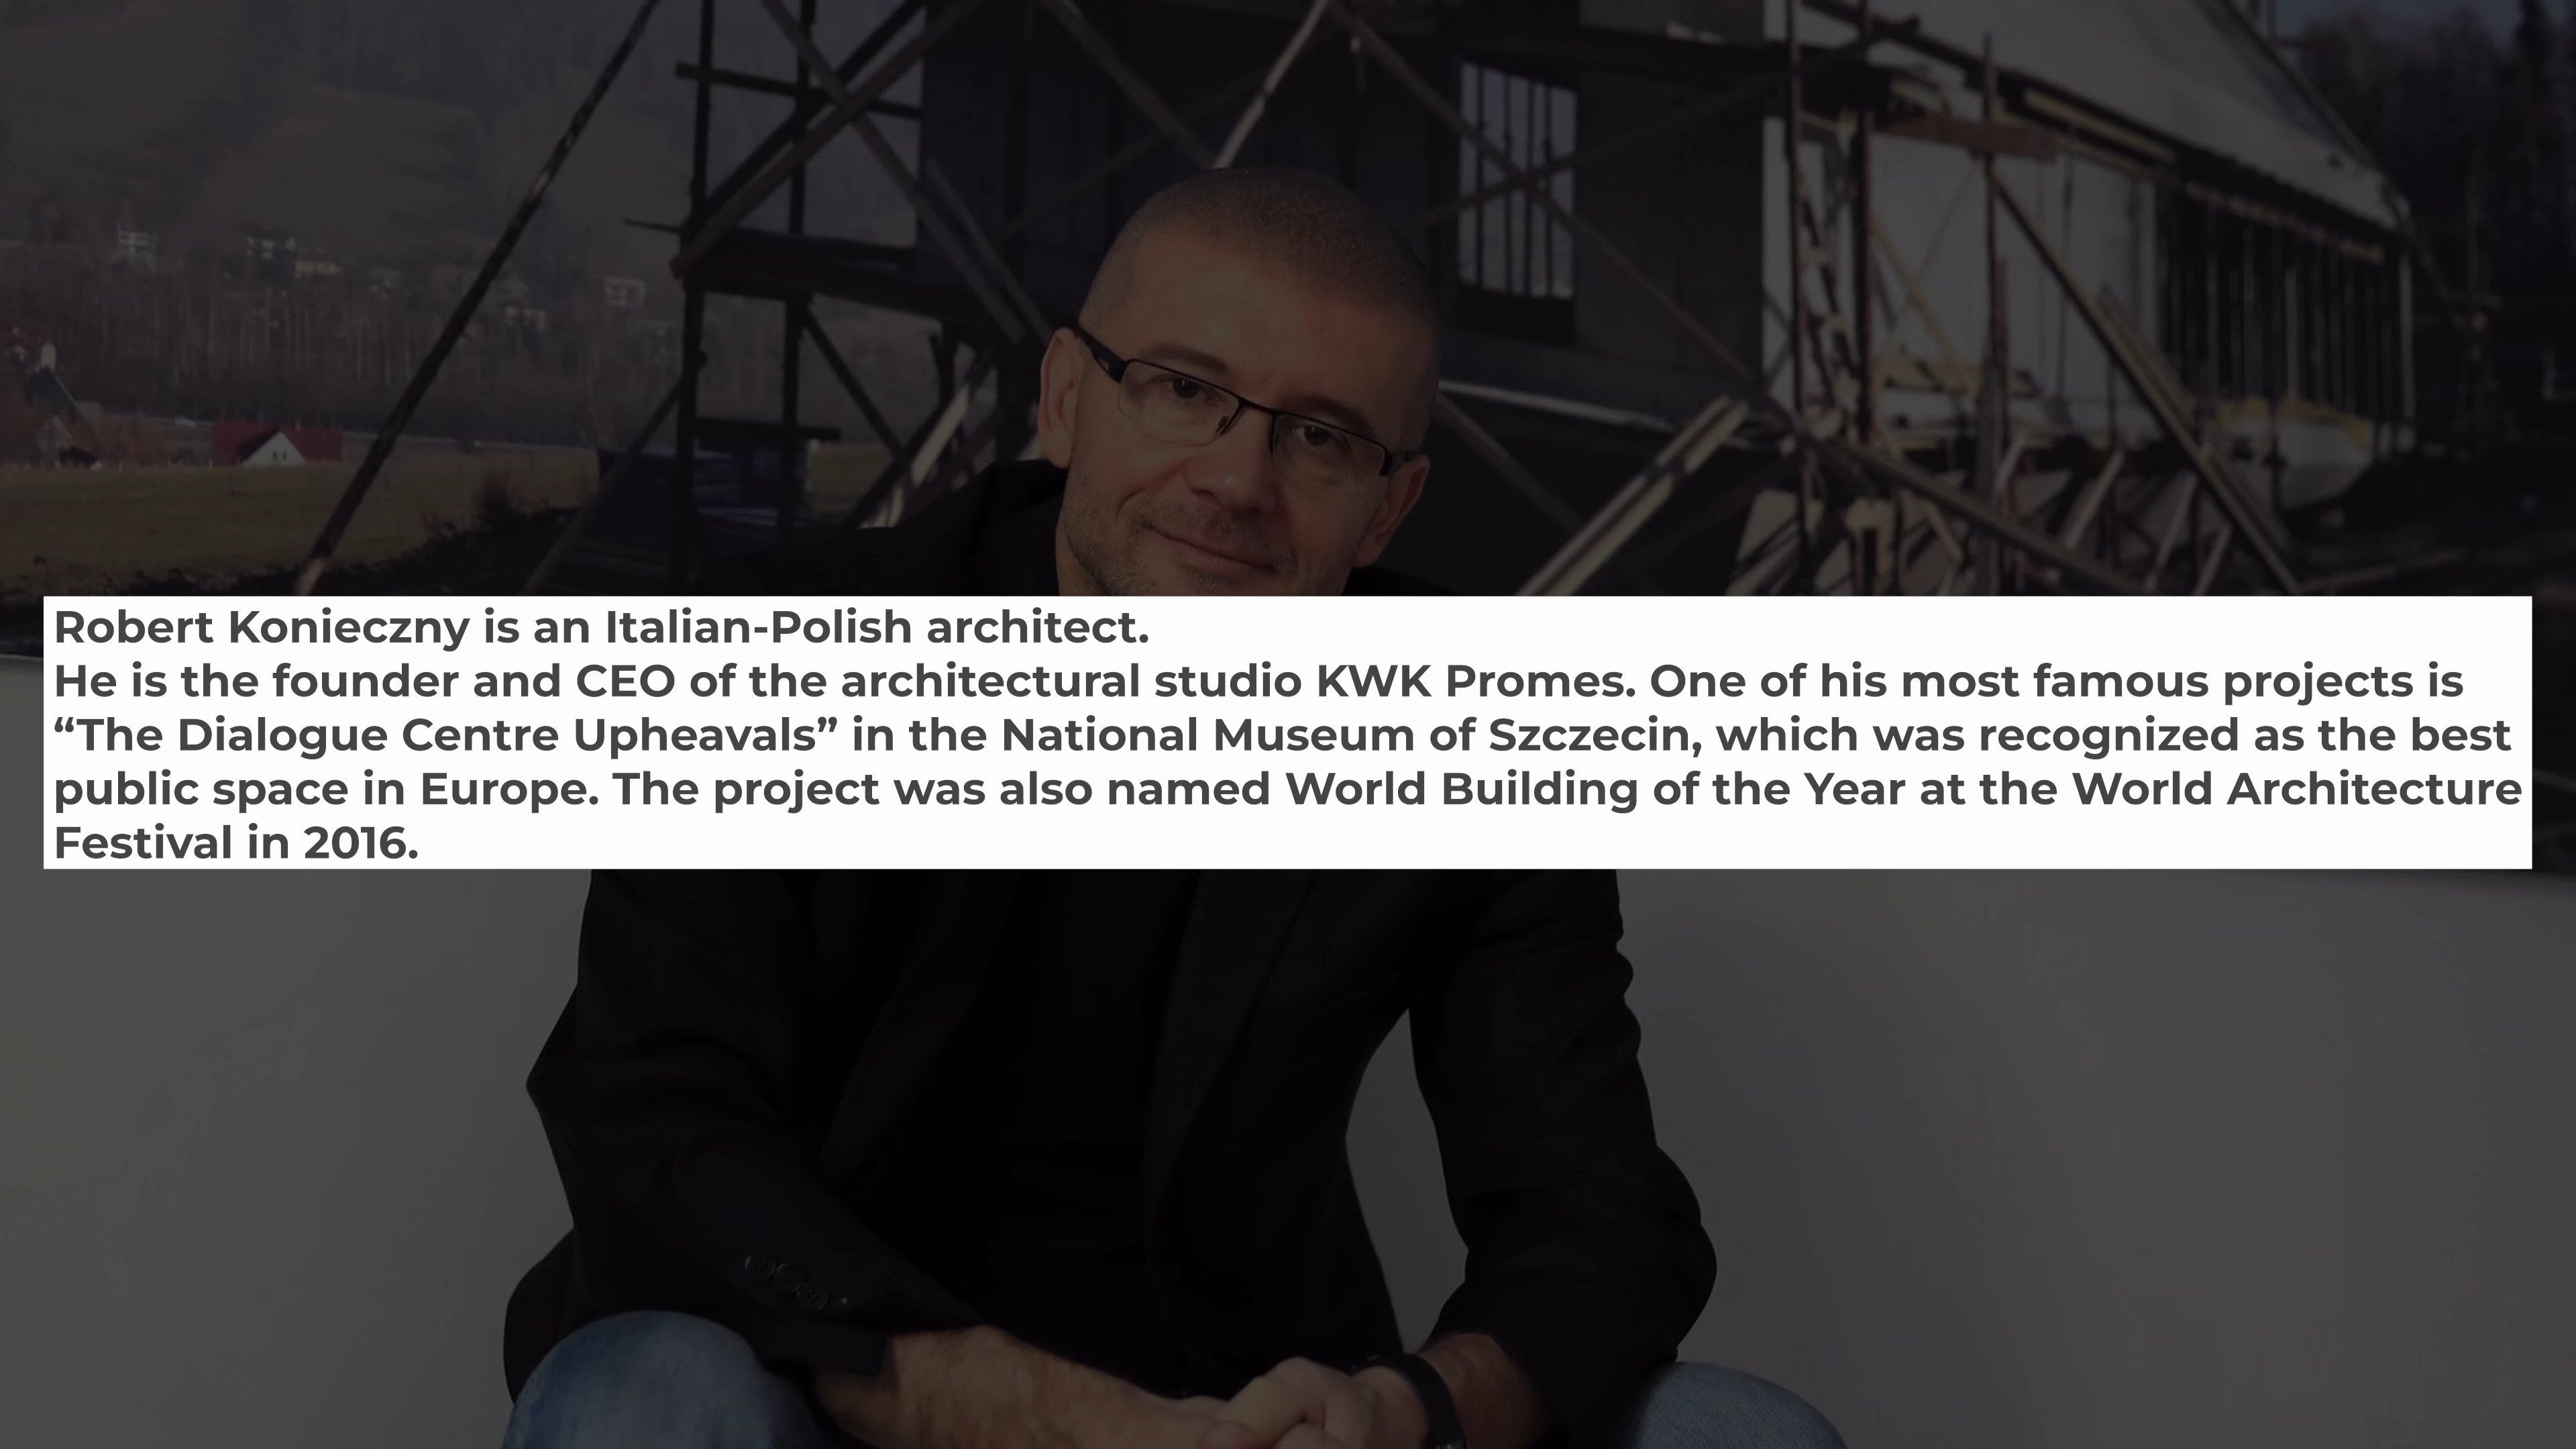 Robert Konieczny is an Italian-Polish architect.
He is the founder and CEO of the architectural studio KWK Promes. One of his most famous projects is
“The Dialogue Centre Upheavals” in the National Museum of Szczecin, which was recognized as the best
public space in Europe. The project was also named World Building of the Year at the World Architecture
Festival in 2016.